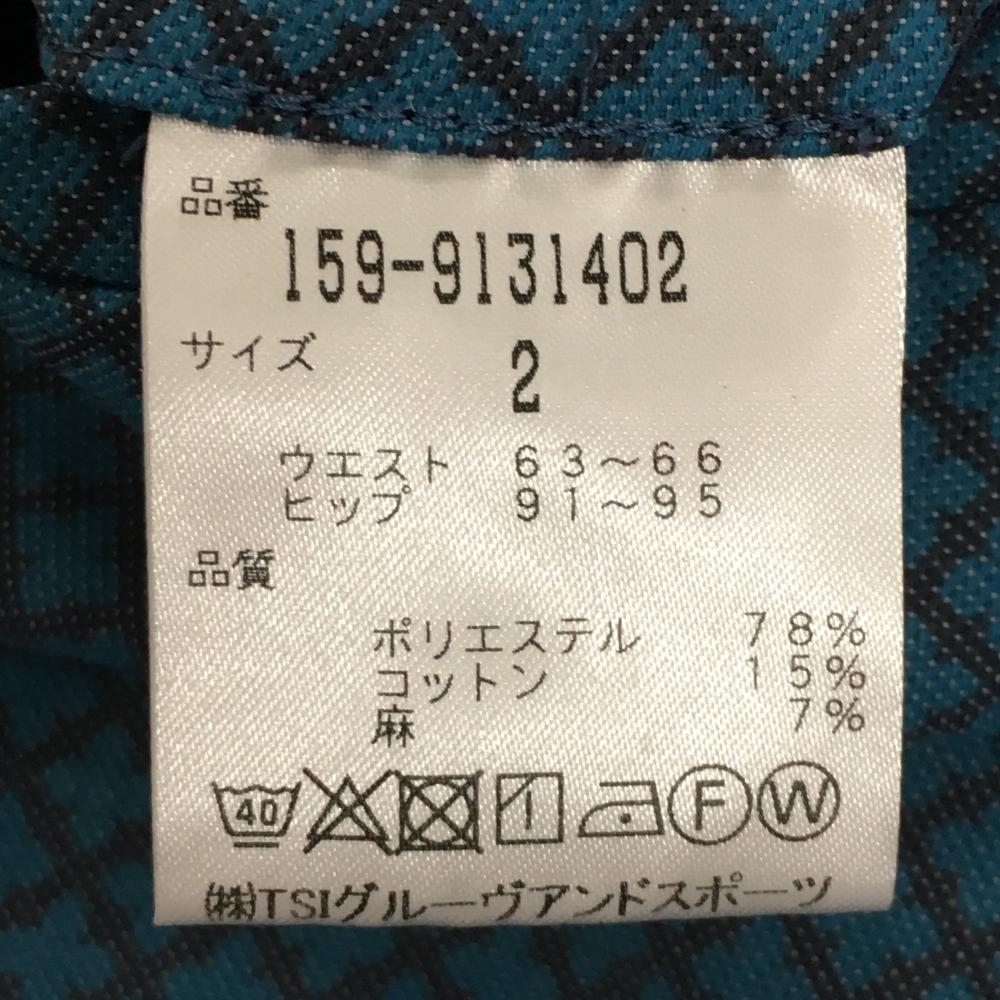 品番
159-9131402
サイズ 2
ウエスト 63～66
ヒップ 91～95
品質
ポリエステル 78%
コットン 15%
麻 7%
40 F W
㈱TSIグルーヴアンドスポーツ